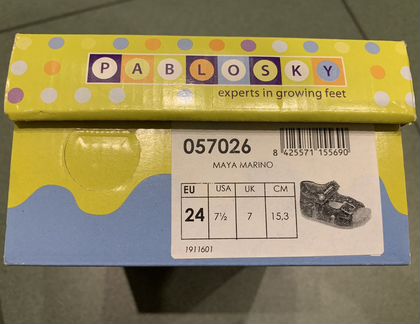 PABLOSKY
experts in growing feet
057026
MAYA MARINO
8 425571 155690
EU USA UK CM
24 7½ 7 15,3
1911601